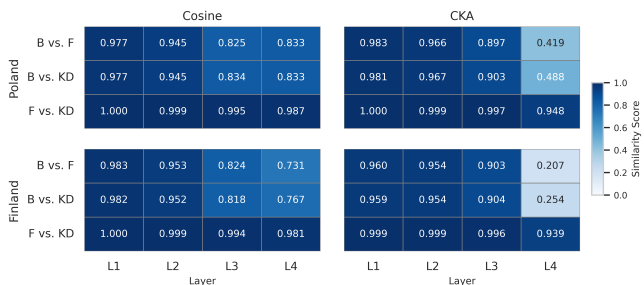 Cosine CKA
Poland
B vs. F 0.977 0.945 0.825 0.833 0.983 0.966 0.897 0.419
B vs. KD 0.977 0.945 0.834 0.833 0.981 0.967 0.903 0.488
F vs. KD 1.000 0.999 0.995 0.987 1.000 0.999 0.997 0.948
Finland
B vs. F 0.983 0.953 0.824 0.731 0.960 0.954 0.903 0.207
B vs. KD 0.982 0.952 0.818 0.767 0.959 0.954 0.904 0.254
F vs. KD 1.000 0.999 0.994 0.981 0.999 0.999 0.996 0.939
L1 L2 L3 L4 L1 L2 L3 L4
Layer Layer
1.0
0.8
0.6
0.4
0.2
0.0
Similarity Score